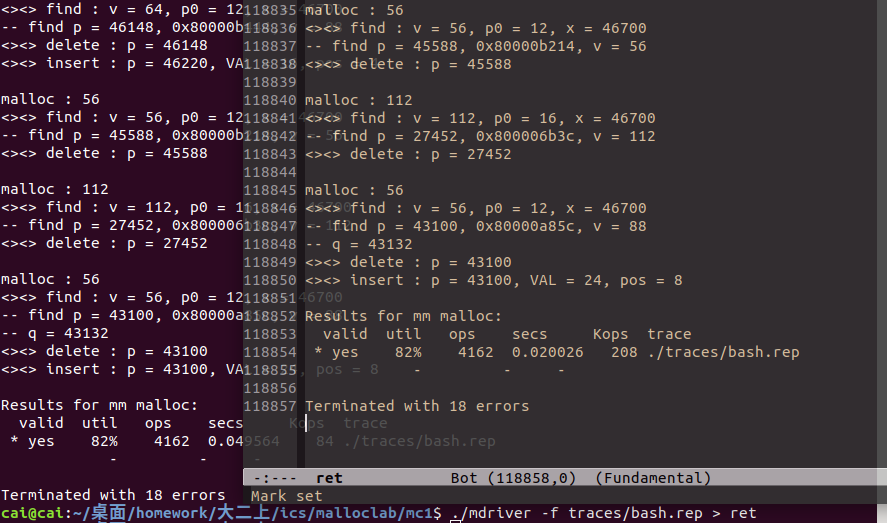 <><> find : v = 64, p0 = 12
-- find p = 46148, 0x80000b
<><> delete : p = 46148
<><> insert : p = 46220, VA
malloc : 56
<><> find : v = 56, p0 = 12
-- find p = 45588, 0x80000b
<><> delete : p = 45588
malloc : 112
<><> find : v = 112, p0 = 1
-- find p = 27452, 0x800006
<><> delete : p = 27452
malloc : 56
<><> find : v = 56, p0 = 12
-- find p = 43100, 0x80000a
-- q = 43132
<><> delete : p = 43100
<><> insert : p = 43100, VA
Results for mm malloc:
  valid  util   ops    secs     Kops  trace
 * yes    82%    4162  0.049564    84 ./traces/bash.rep
            -         -     -
Terminated with 18 errors
118835 malloc : 56
118836 <><> find : v = 56, p0 = 12, x = 46700
118837 -- find p = 45588, 0x80000b214, v = 56
118838 <><> delete : p = 45588
118839
118840 malloc : 112
118841 <><> find : v = 112, p0 = 16, x = 46700
118842 -- find p = 27452, 0x800006b3c, v = 112
118843 <><> delete : p = 27452
118844
118845 malloc : 56
118846 <><> find : v = 56, p0 = 12, x = 46700
118847 -- find p = 43100, 0x80000a85c, v = 88
118848 -- q = 43132
118849 <><> delete : p = 43100
118850 <><> insert : p = 43100, VAL = 24, pos = 8
118851
118852 Results for mm malloc:
118853   valid  util   ops    secs     Kops  trace
118854  * yes    82%    4162  0.020026   208 ./traces/bash.rep
118855             -         -     -
118856
118857 Terminated with 18 errors
-:---  ret            Bot (118858,0)  (Fundamental)
Mark set
cai@cai:~/桌面/homework/大二上/ics/malloclab/mc1$ ./mdriver -f traces/bash.rep > ret